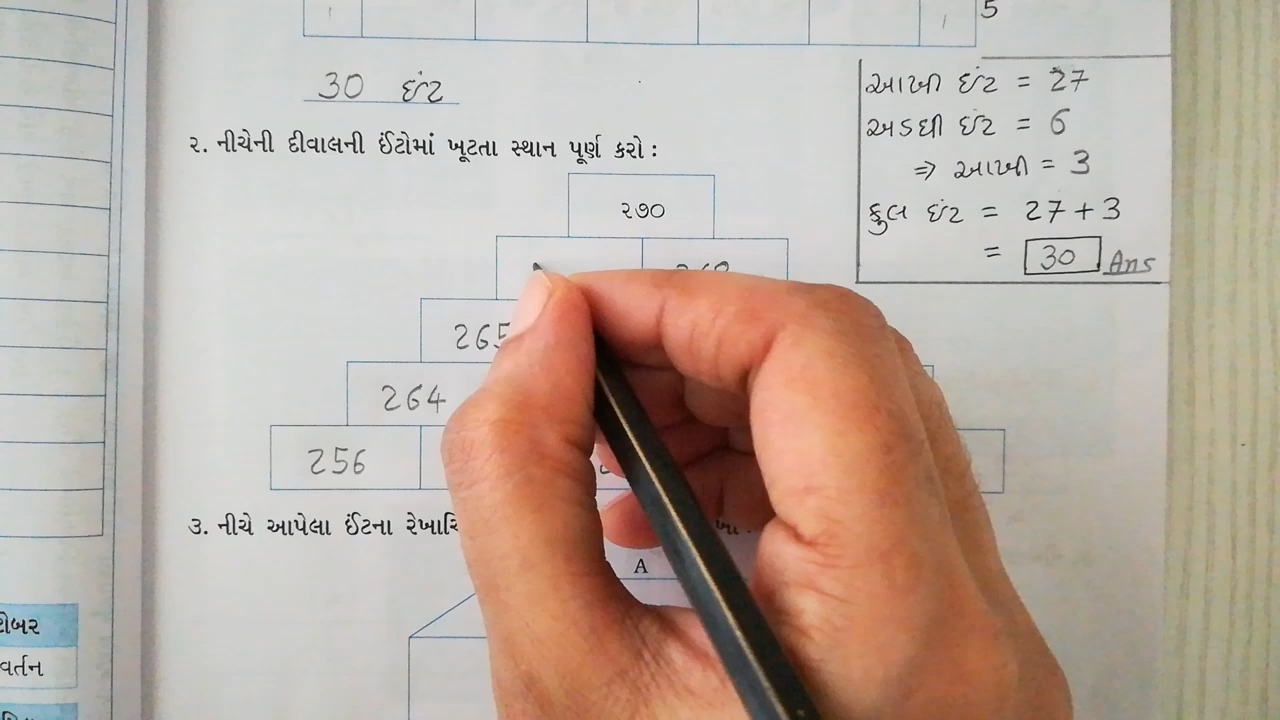 5
30 ઇંટ
૨. નીચેની દીવાલની ઈંટોમાં ખૂટતા સ્થાન પૂર્ણ કરો :
૨૭૦
265
264
256
આખી ઇંટ = 27
અડધી ઇંટ = 6
⇒ આખી = 3
કુલ ઇંટ = 27 + 3
= 30 Ans
૩. નીચે આપેલા ઈંટના
A
વર્તન